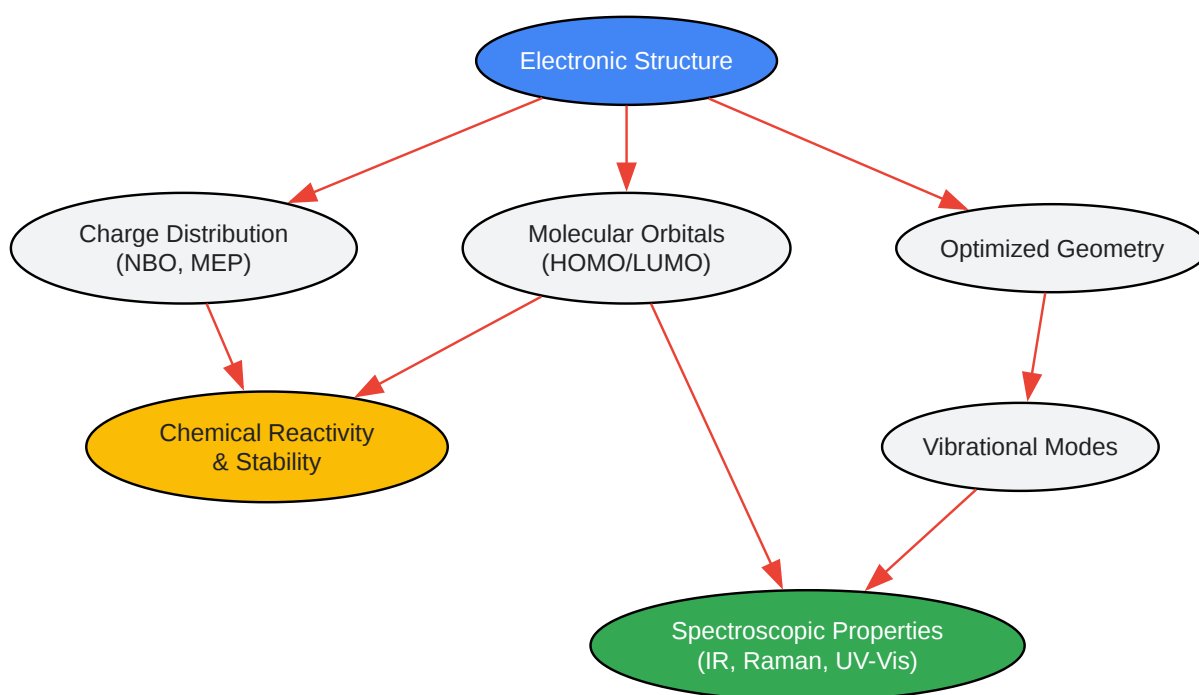 Electronic Structure
Charge Distribution
(NBO, MEP)
Molecular Orbitals
(HOMO/LUMO)
Optimized Geometry
Chemical Reactivity
& Stability
Vibrational Modes
Spectroscopic Properties
(IR, Raman, UV-Vis)